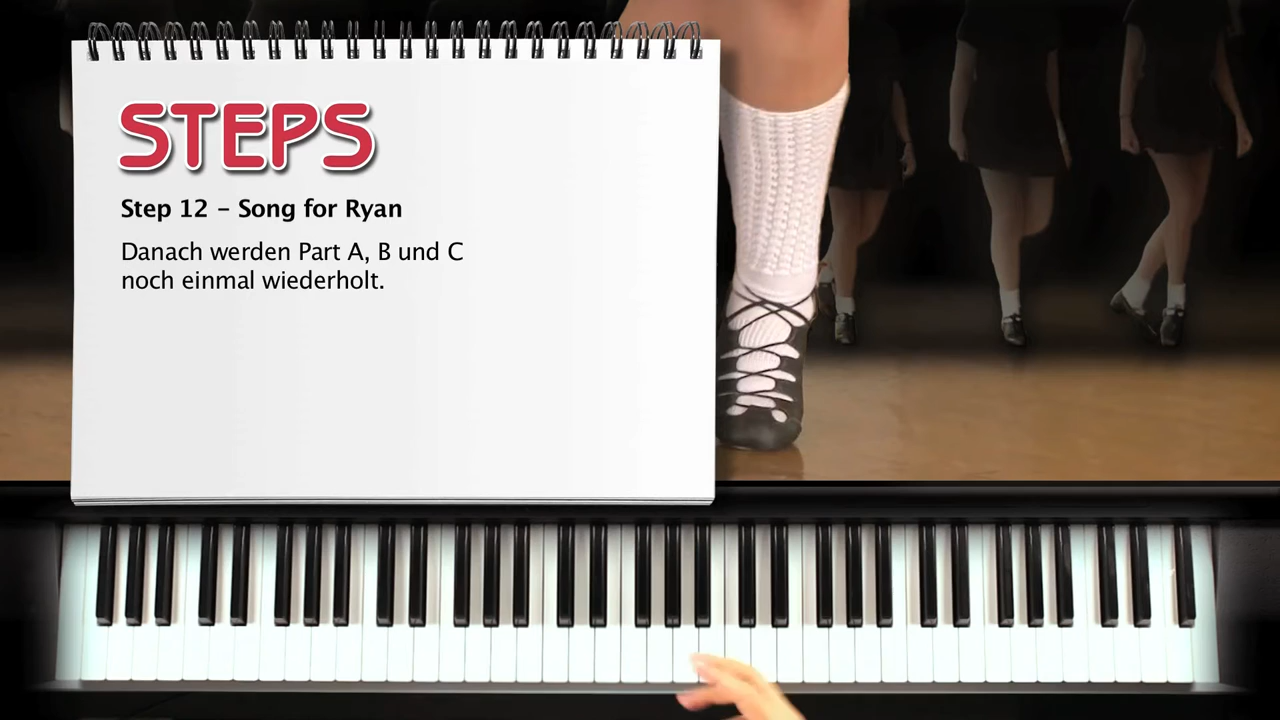 STEPS
Step 12 – Song for Ryan
Danach werden Part A, B und C
noch einmal wiederholt.